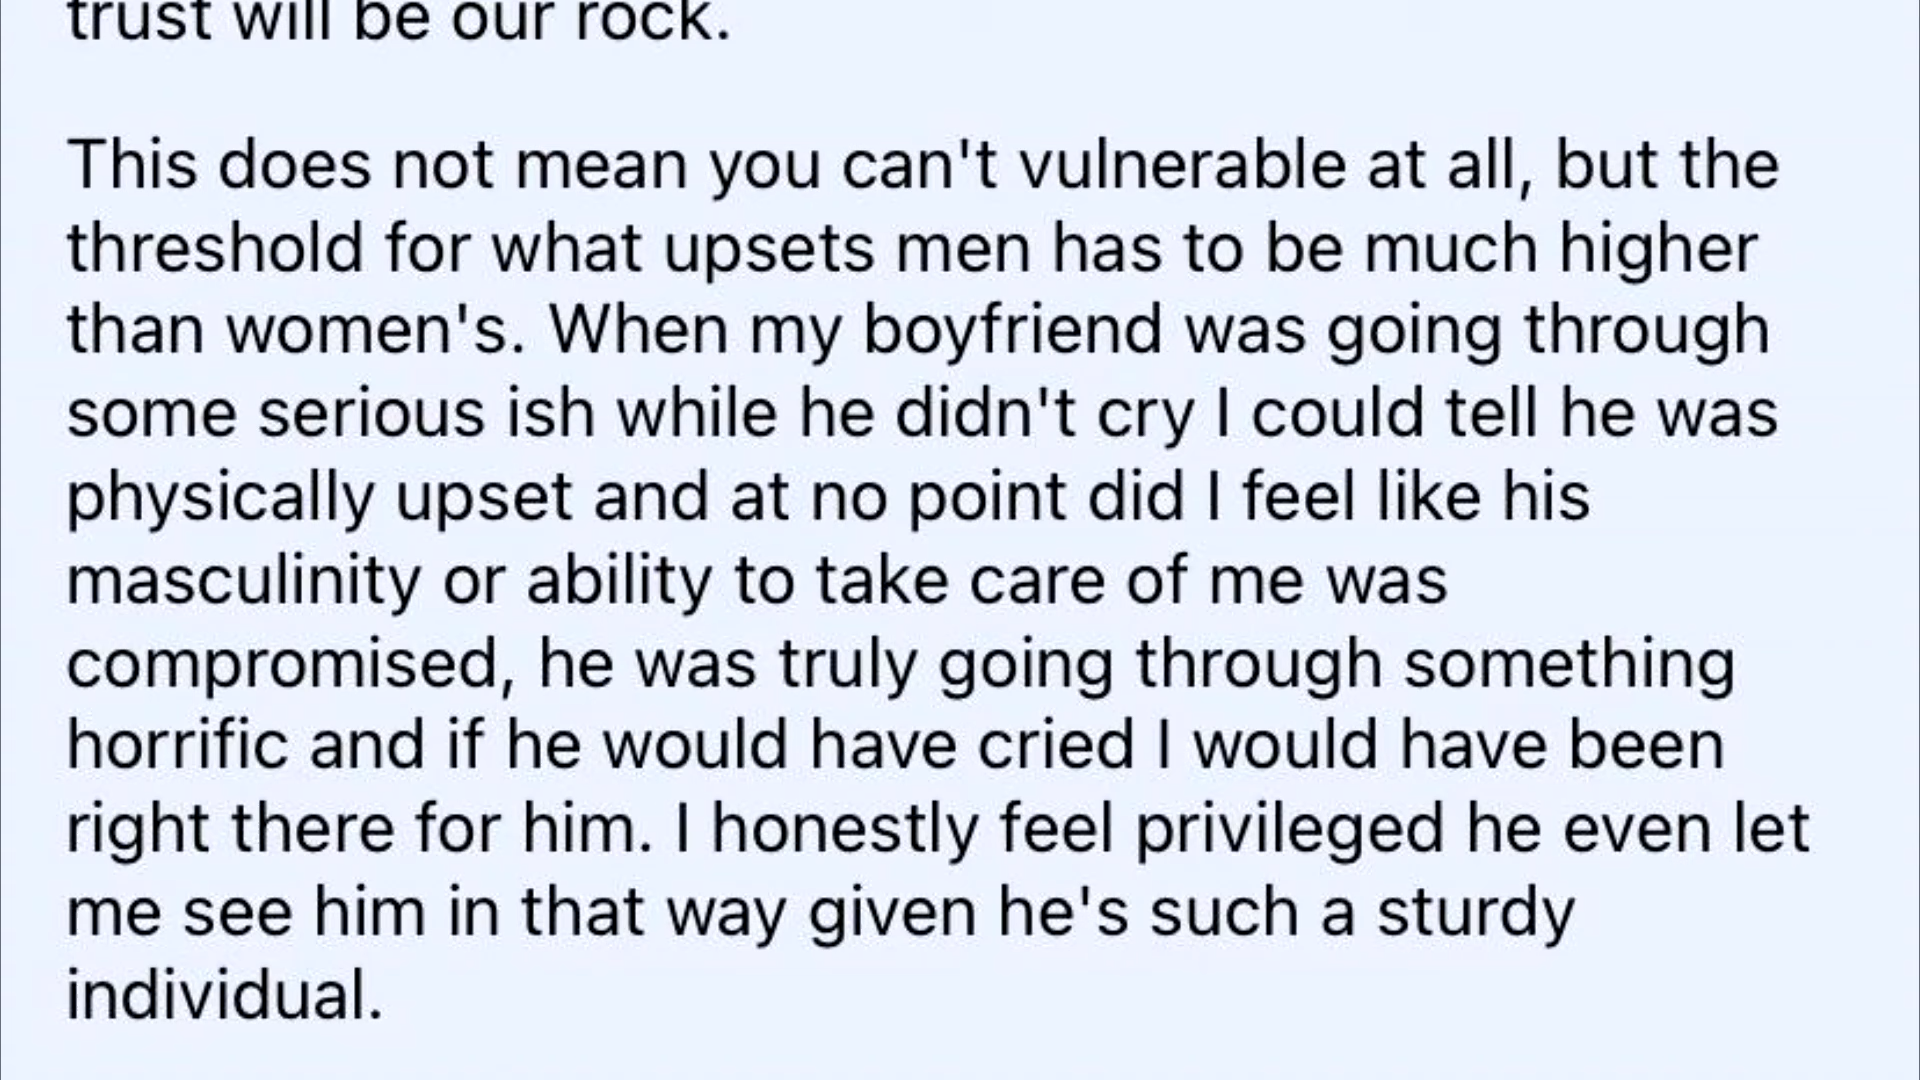 trust will be our rock.
This does not mean you can't vulnerable at all, but the
threshold for what upsets men has to be much higher
than women's. When my boyfriend was going through
some serious ish while he didn't cry I could tell he was
physically upset and at no point did I feel like his
masculinity or ability to take care of me was
compromised, he was truly going through something
horrific and if he would have cried I would have been
right there for him. I honestly feel privileged he even let
me see him in that way given he's such a sturdy
individual.